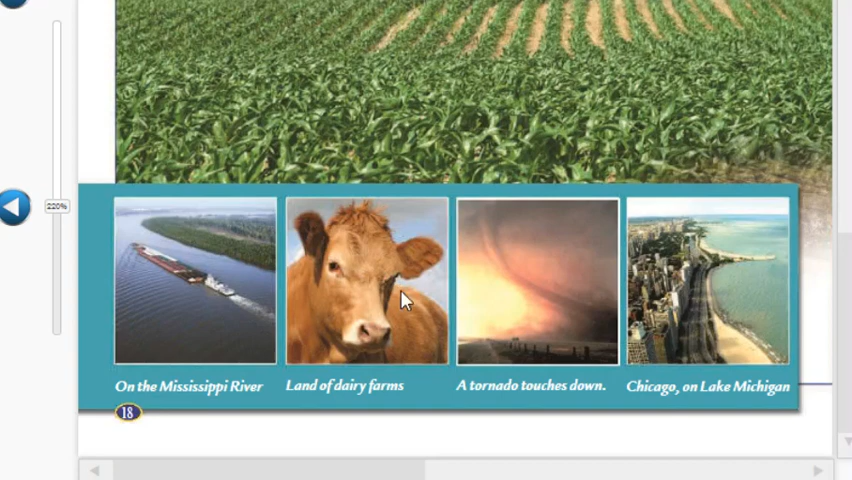 220%
On the Mississippi River
Land of dairy farms
A tornado touches down.
Chicago, on Lake Michigan
18